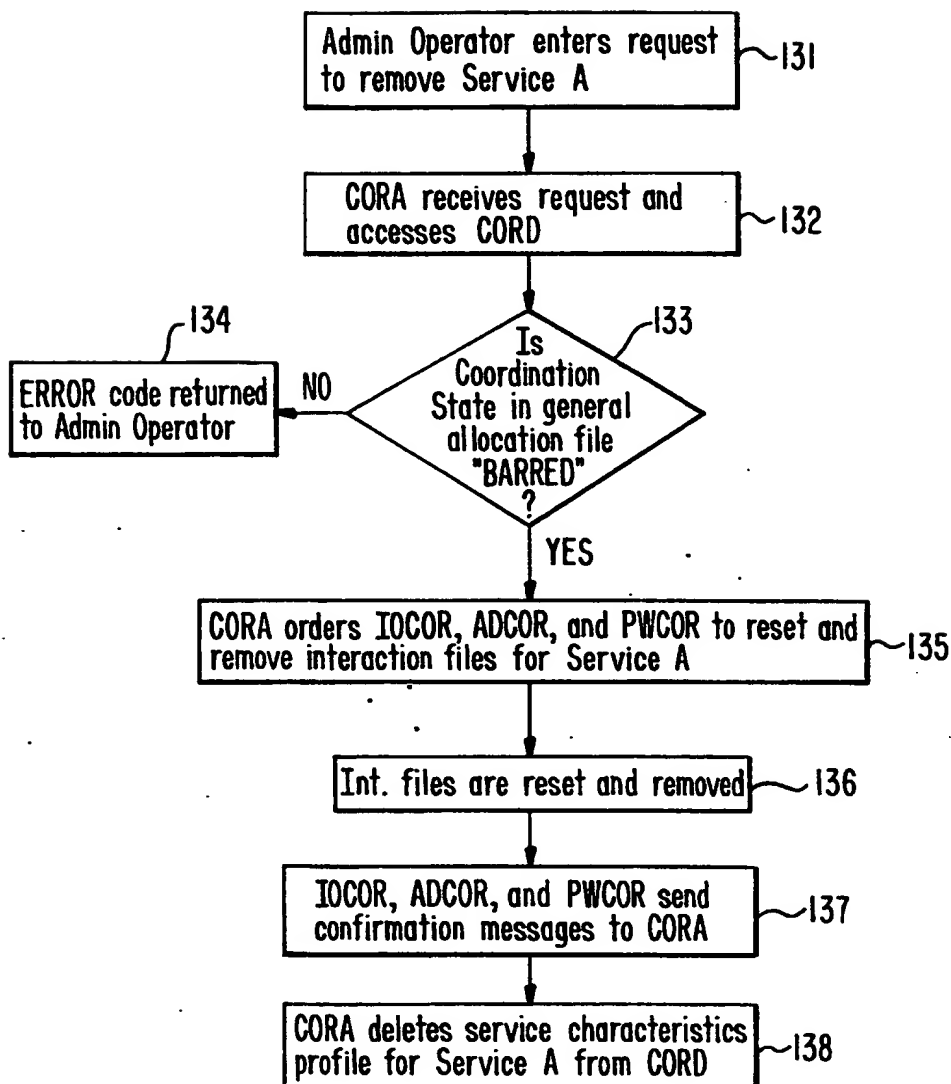 Admin Operator enters request
to remove Service A
131
CORA receives request and
accesses CORD
132
133
Is
Coordination
State in general
allocation file
"BARRED"
?
134
NO
ERROR code returned
to Admin Operator
YES
CORA orders IOCOR, ADCOR, and PWCOR to reset and
remove interaction files for Service A
135
Int. files are reset and removed
136
IOCOR, ADCOR, and PWCOR send
confirmation messages to CORA
137
CORA deletes service characteristics
profile for Service A from CORD
138